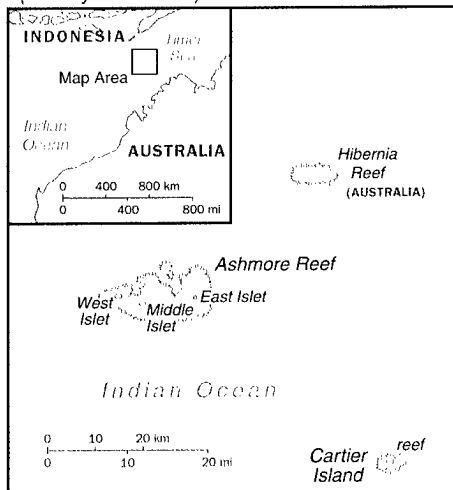 INDONESIA
Timor
Sea
Map Area
Indian
Ocean
AUSTRALIA
0 400 800 km
0 400 800 mi
Hibernia
Reef
(AUSTRALIA)
Ashmore Reef
West
Islet
Middle
Islet
East Islet
Indian Ocean
0 10 20 km
0 10 20 mi
Cartier
Island
reef